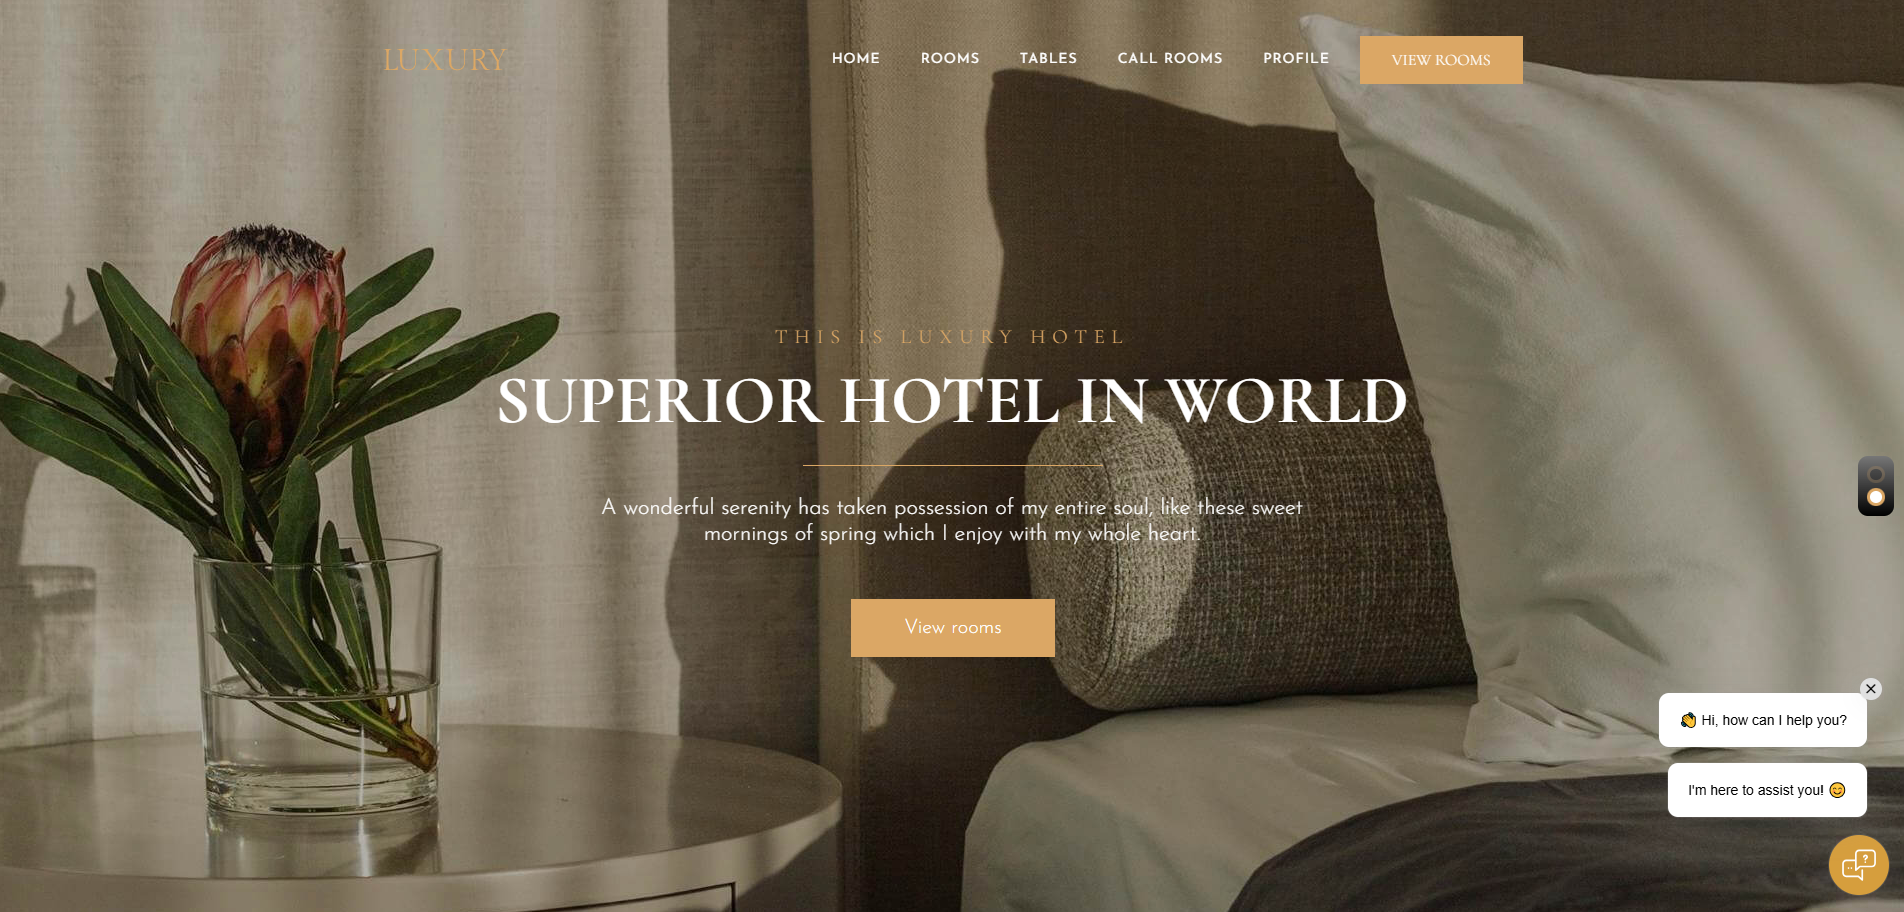 LUXURY
HOME
ROOMS
TABLES
CALL ROOMS
PROFILE
VIEW ROOMS
THIS IS LUXURY HOTEL
SUPERIOR HOTEL IN WORLD
A wonderful serenity has taken possession of my entire soul, like these sweet
mornings of spring which I enjoy with my whole heart.
View rooms
👋 Hi, how can I help you?
I'm here to assist you! 😊